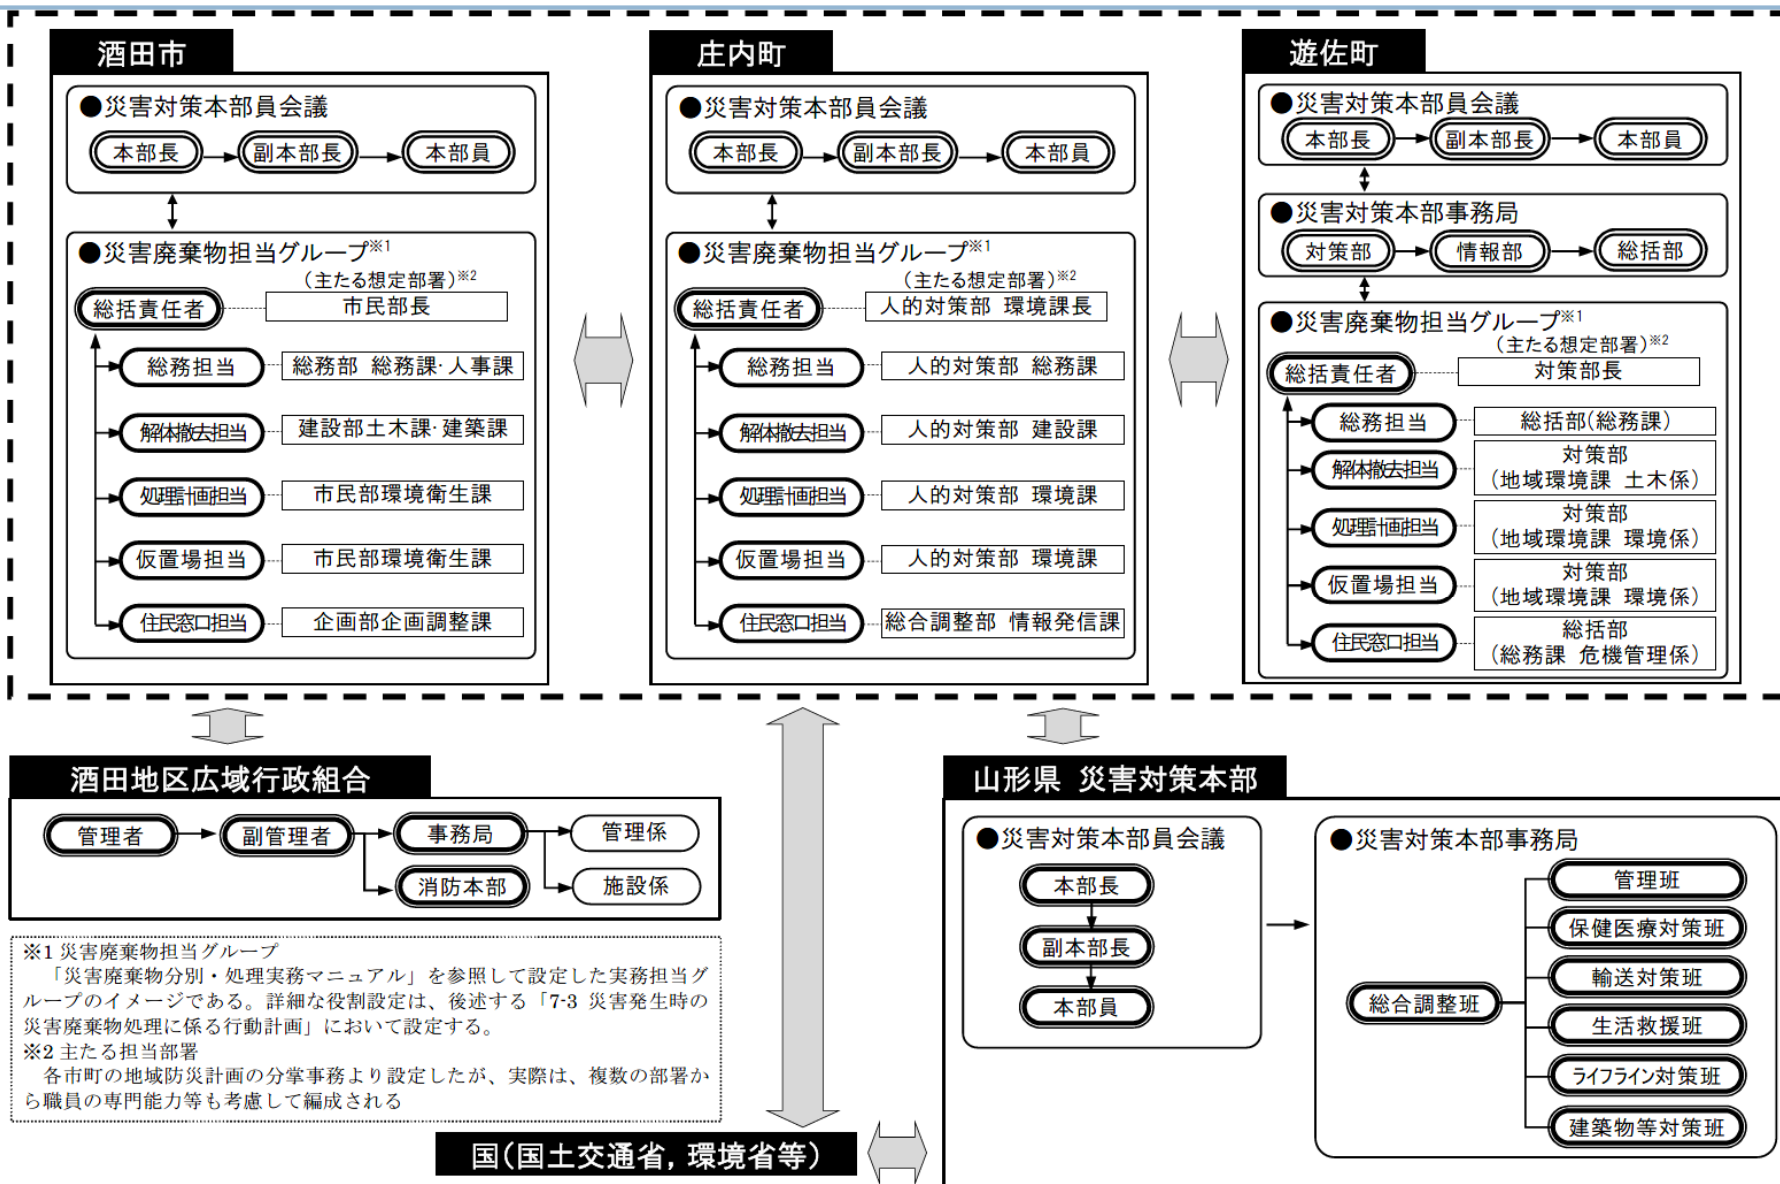 酒田市
●災害対策本部員会議
本部長 副本部長 本部員
●災害廃棄物担当グループ※1
(主たる想定部署)※2
総括責任者 市民部長
総務担当 総務部 総務課・人事課
解体撤去担当 建設部土木課・建築課
処理計画担当 市民部環境衛生課
仮置場担当 市民部環境衛生課
住民窓口担当 企画部企画調整課
庄内町
●災害対策本部員会議
本部長 副本部長 本部員
●災害廃棄物担当グループ※1
(主たる想定部署)※2
総括責任者 人的対策部 環境課長
総務担当 人的対策部 総務課
解体撤去担当 人的対策部 建設課
処理計画担当 人的対策部 環境課
仮置場担当 人的対策部 環境課
住民窓口担当 総合調整部 情報発信課
遊佐町
●災害対策本部員会議
本部長 副本部長 本部員
●災害対策本部事務局
対策部 情報部 総括部
●災害廃棄物担当グループ※1
(主たる想定部署)※2
総括責任者 対策部長
総務担当 総括部(総務課)
解体撤去担当 対策部
(地域環境課 土木係)
処理計画担当 対策部
(地域環境課 環境係)
仮置場担当 対策部
(地域環境課 環境係)
住民窓口担当 総括部
(総務課 危機管理係)
酒田地区広域行政組合
管理者 副管理者 事務局 管理係
消防本部 施設係
※1 災害廃棄物担当グループ
「災害廃棄物分別・処理実務マニュアル」を参照して設定した実務担当グ
ループのイメージである。詳細な役割設定は、後述する「7-3 災害発生時の
災害廃棄物処理に係る行動計画」において設定する。
※2 主たる担当部署
各市町の地域防災計画の分掌事務より設定したが、実際は、複数の部署か
ら職員の専門能力等も考慮して編成される
国(国土交通省，環境省等)
山形県 災害対策本部
●災害対策本部員会議
本部長
副本部長
本部員
●災害対策本部事務局
総合調整班
管理班
保健医療対策班
輸送対策班
生活救援班
ライフライン対策班
建築物等対策班